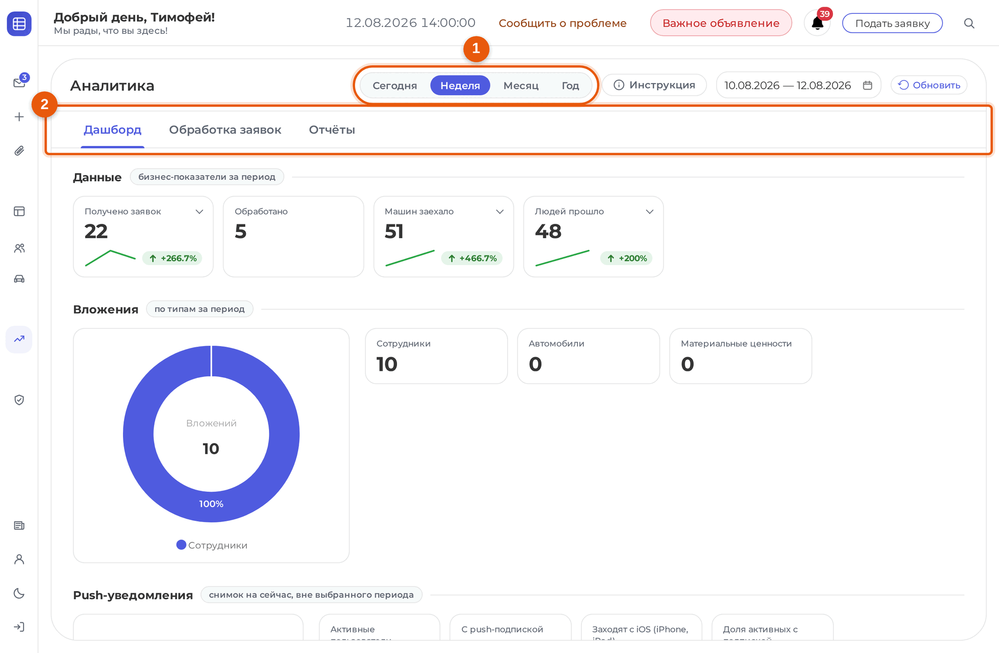 Добрый день, Тимофей!
Мы рады, что вы здесь!
12.08.2026 14:00:00
Сообщить о проблеме
Важное объявление
39
Подать заявку
1
3
Аналитика
Сегодня
Неделя
Месяц
Год
Инструкция
10.08.2026 — 12.08.2026
Обновить
2
Дашборд
Обработка заявок
Отчёты
Данные
бизнес-показатели за период
Получено заявок
22
+266.7%
Обработано
5
Машин заехало
51
+466.7%
Людей прошло
48
+200%
Вложения
по типам за период
Вложений
10
100%
Сотрудники
Сотрудники
10
Автомобили
0
Материальные ценности
0
Push-уведомления
снимок на сейчас, вне выбранного периода
Активные
С push-подпиской
Заходят с iOS (iPhone,
iPad)
Доля активных с